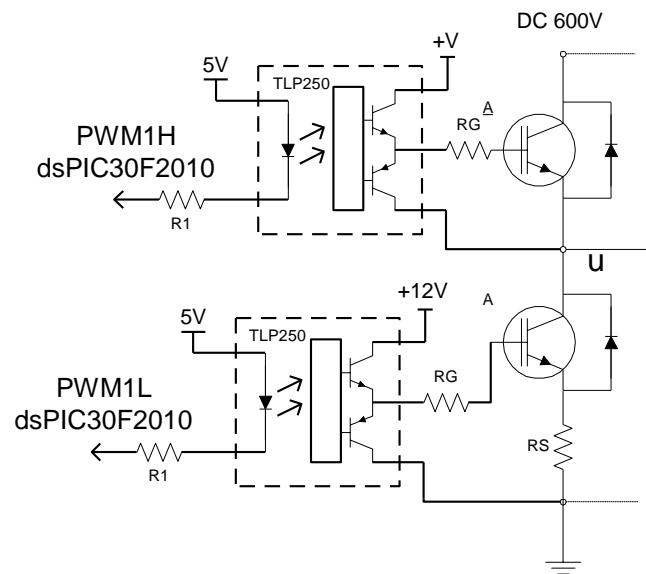 DC 600V
+V
5V
TLP250
A
RG
PWM1H
dsPIC30F2010
R1
u
+12V
A
5V
TLP250
RG
PWM1L
dsPIC30F2010
RS
R1